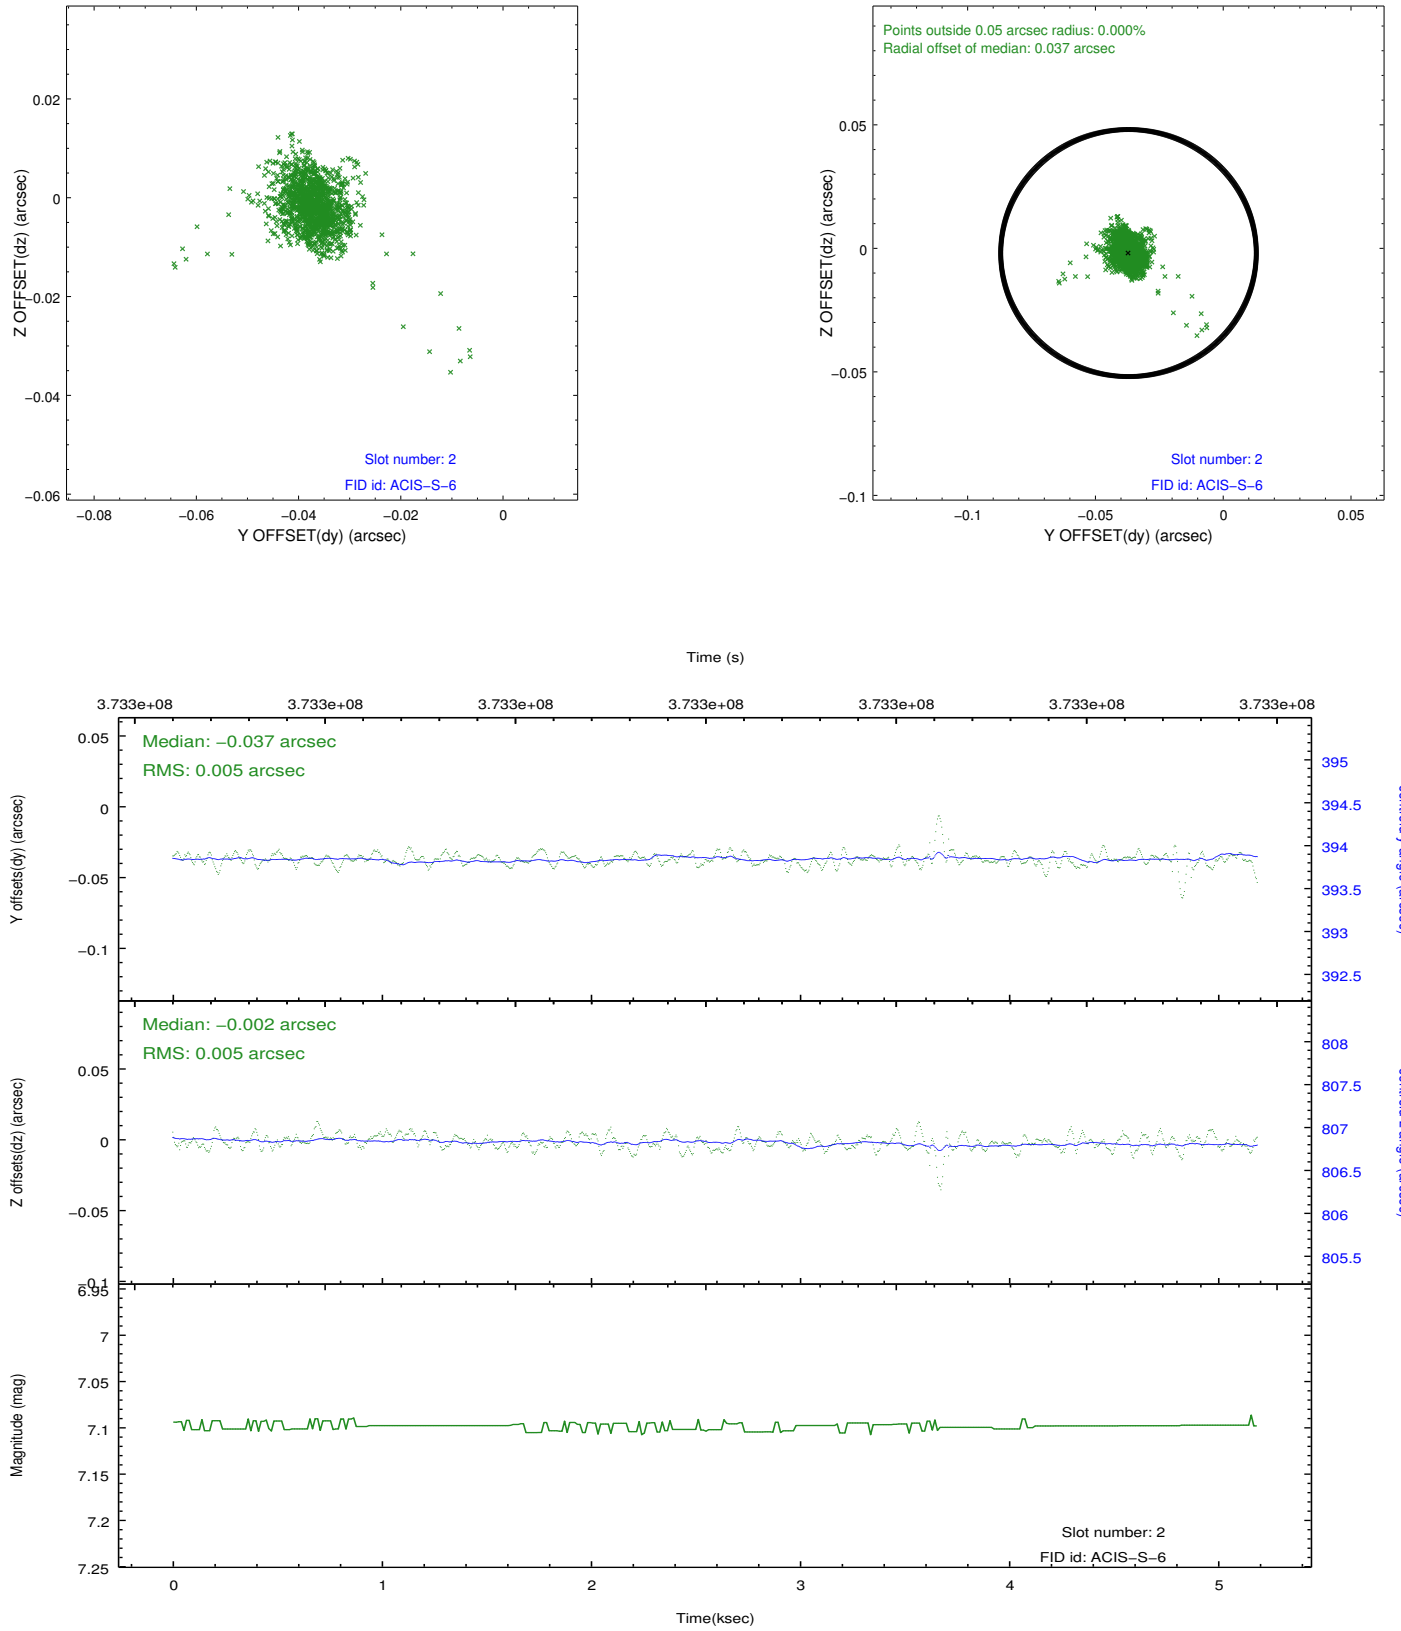 0.02
0
−0.02
−0.04
−0.06
−0.08
−0.06
−0.04
−0.02
0
Z OFFSET(dz) (arcsec)
Y OFFSET(dy) (arcsec)
Slot number: 2
FID id: ACIS−S−6
Points outside 0.05 arcsec radius: 0.000%
Radial offset of median: 0.037 arcsec
0.05
0
−0.05
−0.1
−0.1
−0.05
0
0.05
Z OFFSET(dz) (arcsec)
Y OFFSET(dy) (arcsec)
Slot number: 2
FID id: ACIS−S−6
Time (s)
3.733e+08
3.733e+08
3.733e+08
3.733e+08
3.733e+08
3.733e+08
3.733e+08
Median: −0.037 arcsec
RMS: 0.005 arcsec
0.05
0
−0.05
−0.1
Y offsets(dy) (arcsec)
395
394.5
394
393.5
393
392.5
Median: −0.002 arcsec
RMS: 0.005 arcsec
0.05
0
−0.05
−0.1
Z offsets(dz) (arcsec)
808
807.5
807
806.5
806
805.5
6.95
7
7.05
7.1
7.15
7.2
7.25
Magnitude (mag)
Slot number: 2
FID id: ACIS−S−6
0
1
2
3
4
5
Time(ksec)